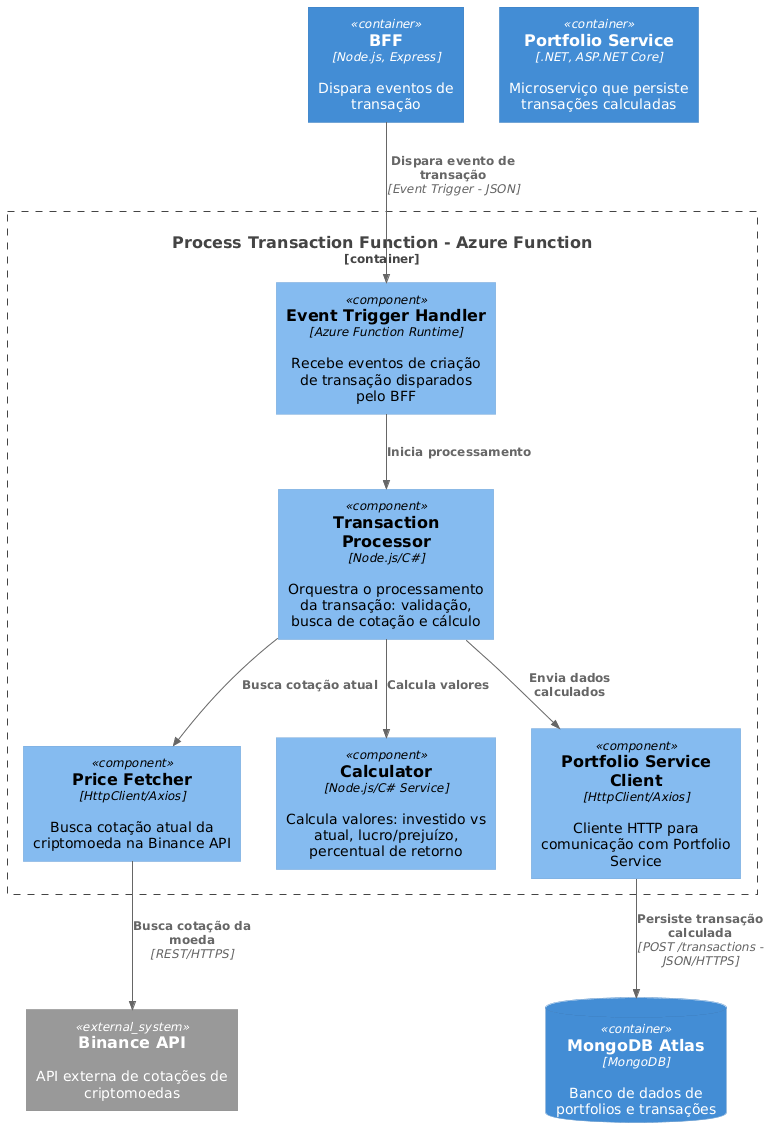 «container»
BFF
[Node.js, Express]
Dispara eventos de
transação
«container»
Portfolio Service
[.NET, ASP.NET Core]
Microserviço que persiste
transações calculadas
Dispara evento de
transação
[Event Trigger - JSON]
Process Transaction Function - Azure Function
[container]
«component»
Event Trigger Handler
[Azure Function Runtime]
Recebe eventos de criação
de transação disparados
pelo BFF
Inicia processamento
«component»
Transaction
Processor
[Node.js/C#]
Orquestra o processamento
da transação: validação,
busca de cotação e cálculo
Busca cotação atual
Calcula valores
Envia dados
calculados
«component»
Price Fetcher
[HttpClient/Axios]
Busca cotação atual da
criptomoeda na Binance API
«component»
Calculator
[Node.js/C# Service]
Calcula valores: investido vs
atual, lucro/prejuízo,
percentual de retorno
«component»
Portfolio Service
Client
[HttpClient/Axios]
Cliente HTTP para
comunicação com Portfolio
Service
Busca cotação da
moeda
[REST/HTTPS]
Persiste transação
calculada
[POST /transactions -
JSON/HTTPS]
«external_system»
Binance API
API externa de cotações de
criptomoedas
«container»
MongoDB Atlas
[MongoDB]
Banco de dados de
portfolios e transações